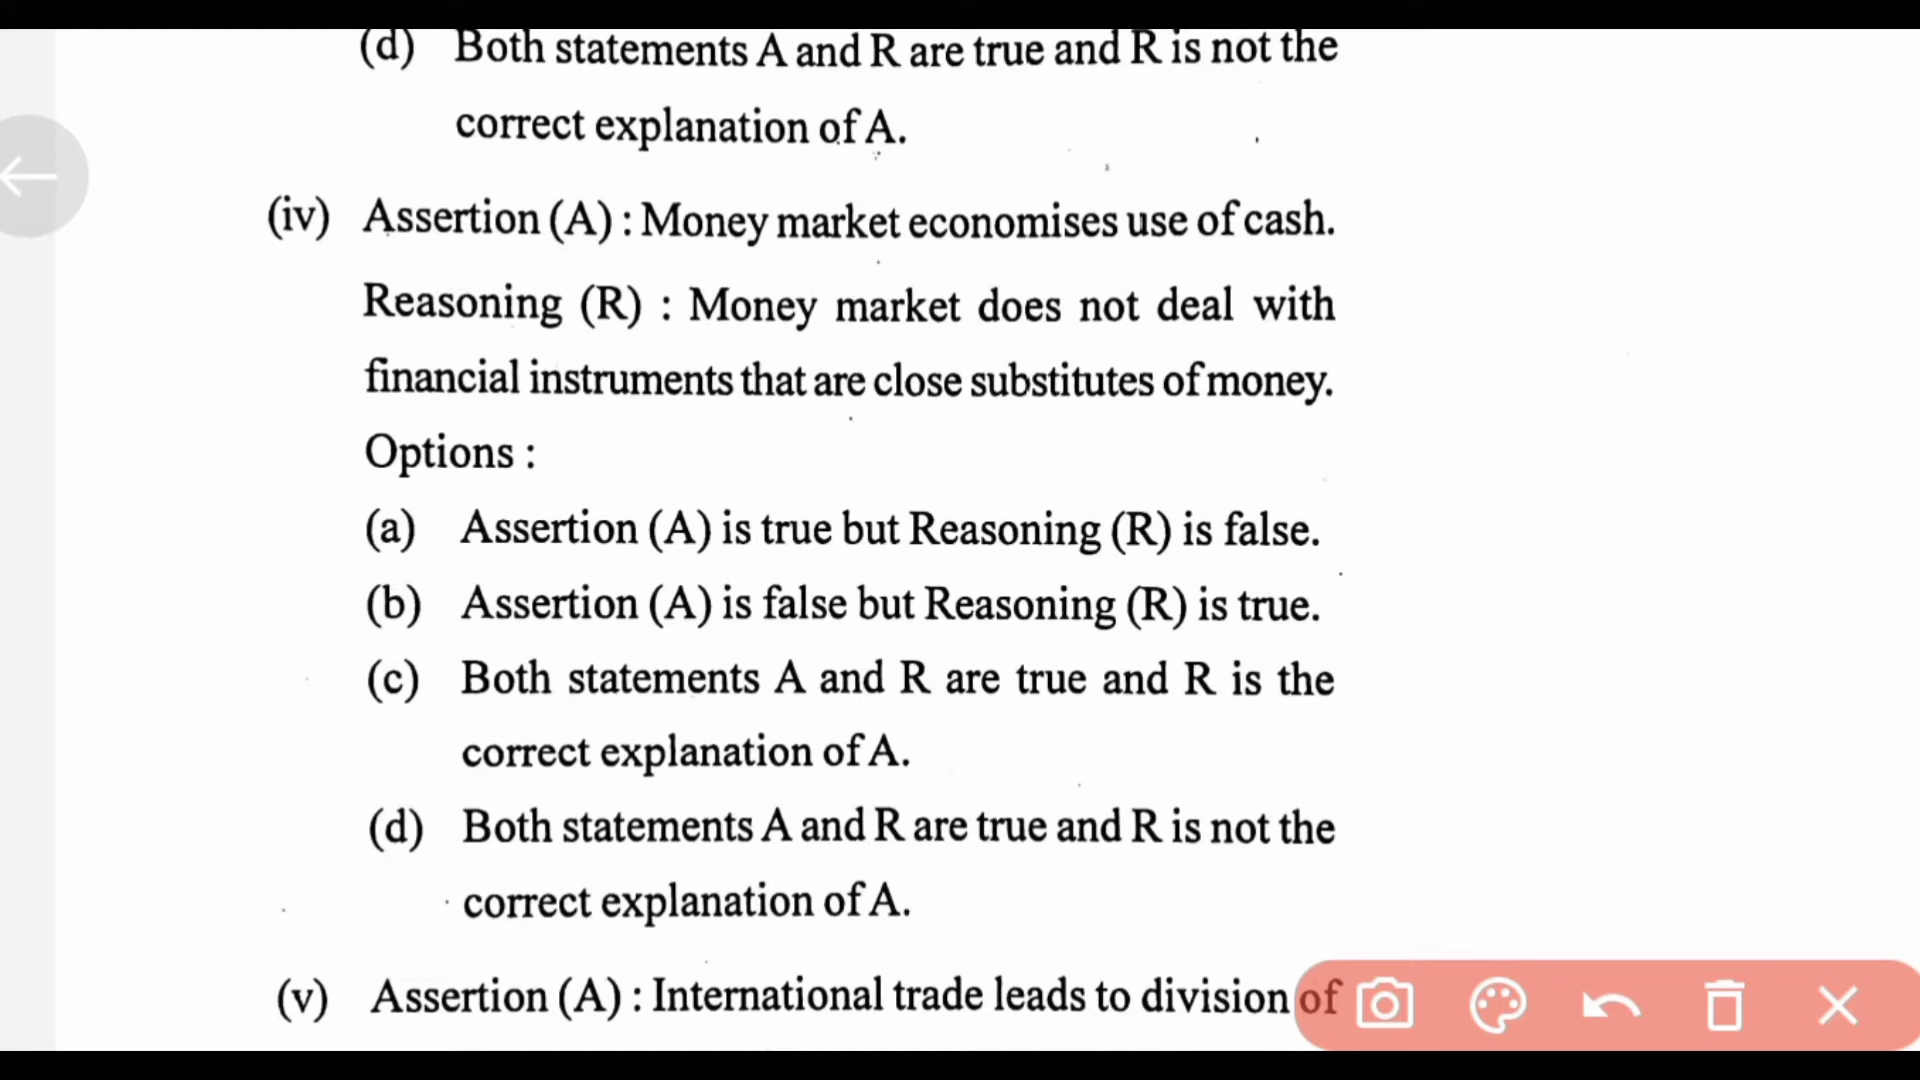 (d) Both statements A and R are true and R is not the
correct explanation of A.
(iv) Assertion (A) : Money market economises use of cash.
Reasoning (R) : Money market does not deal with
financial instruments that are close substitutes of money.
Options :
(a) Assertion (A) is true but Reasoning (R) is false.
(b) Assertion (A) is false but Reasoning (R) is true.
(c) Both statements A and R are true and R is the
correct explanation of A.
(d) Both statements A and R are true and R is not the
correct explanation of A.
(v) Assertion (A) : International trade leads to division of